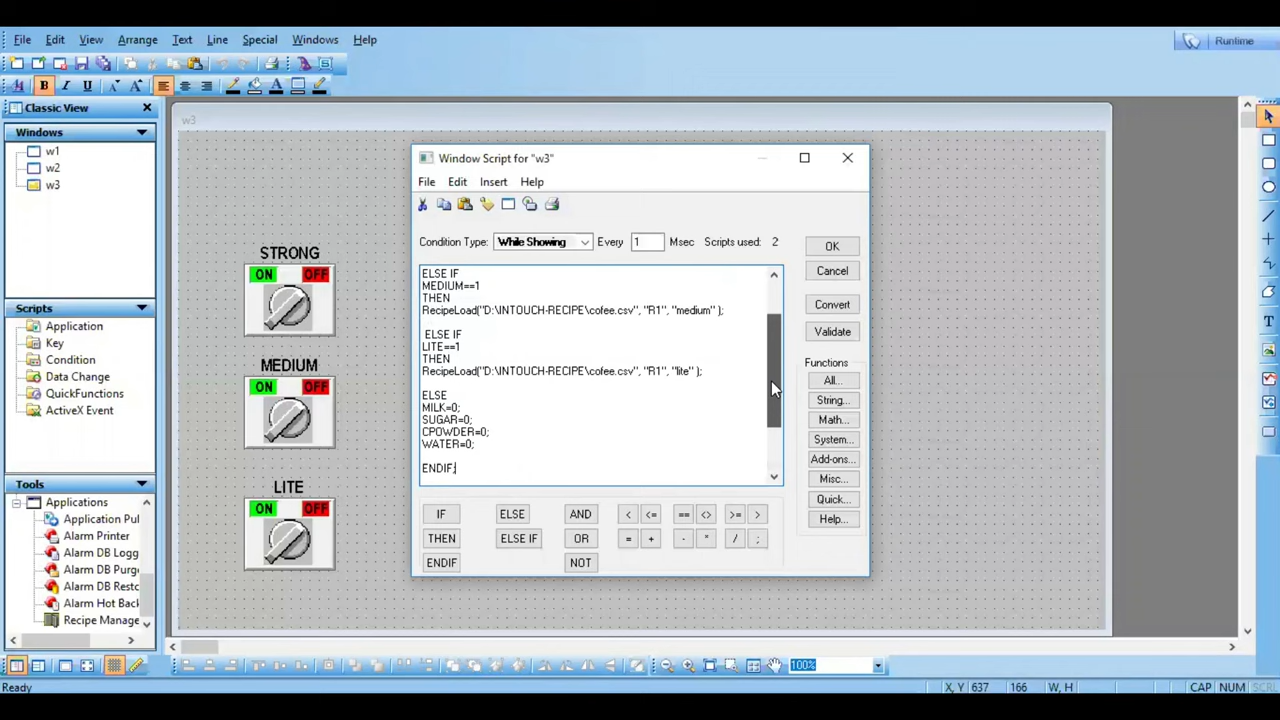 File Edit View Arrange Text Line Special Windows Help
Runtime
B I U A A A
Classic View
Windows
w1
w2
w3
Scripts
Application
Key
Condition
Data Change
QuickFunctions
ActiveX Event
Tools
Applications
Application Pul
Alarm Printer
Alarm DB Logg
Alarm DB Purg
Alarm DB Restc
Alarm Hot Back
Recipe Manage
w3
STRONG
ON OFF
MEDIUM
ON OFF
LITE
ON OFF
Window Script for "w3"
File Edit Insert Help
Condition Type: While Showing Every 1 Msec Scripts used: 2
ELSE IF
MEDIUM==1
THEN
RecipeLoad("D:\INTOUCH-RECIPE\cofee.csv", "R1", "medium" );
ELSE IF
LITE==1
THEN
RecipeLoad("D:\INTOUCH-RECIPE\cofee.csv", "R1", "lite" );
ELSE
MILK=0;
SUGAR=0;
CPOWDER=0;
WATER=0;
ENDIF;
OK
Cancel
Convert
Validate
Functions
All...
String...
Math...
System...
Add-ons...
Misc...
Quick...
Help...
IF ELSE AND < <= == <> >= >
THEN ELSE IF OR = + - * / ;
ENDIF NOT
100%
Ready
X, Y 637 166 W, H CAP NUM SCRL
T